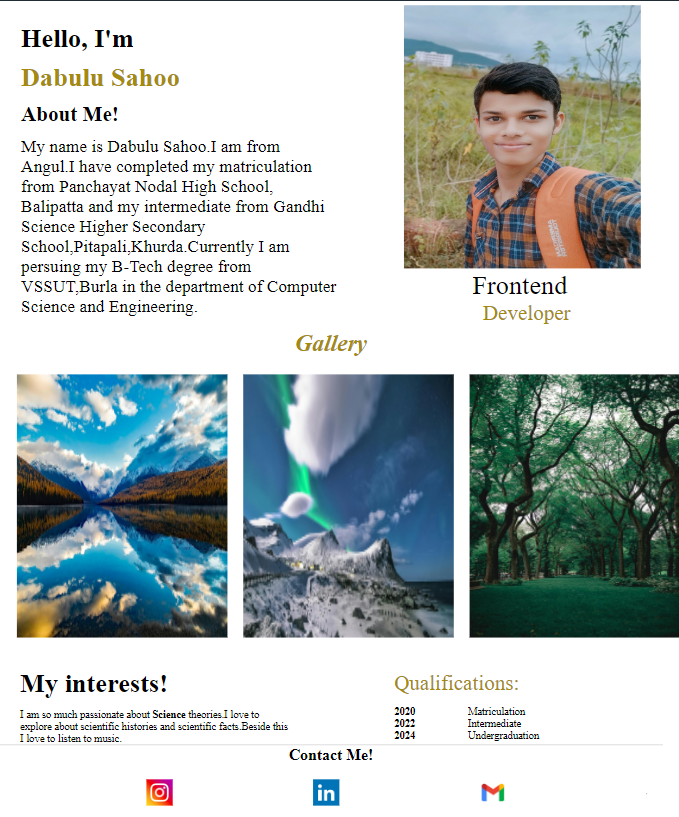 Hello, I'm
Dabulu Sahoo
About Me!
My name is Dabulu Sahoo.I am from
Angul.I have completed my matriculation
from Panchayat Nodal High School,
Balipatta and my intermediate from Gandhi
Science Higher Secondary
School,Pitapali,Khurda.Currently I am
persuing my B-Tech degree from
VSSUT,Burla in the department of Computer
Science and Engineering.
Frontend
Developer
Gallery
My interests!
I am so much passionate about Science theories.I love to
explore about scientific histories and scientific facts.Beside this
I love to listen to music.
Qualifications:
2020 Matriculation
2022 Intermediate
2024 Undergraduation
Contact Me!
in